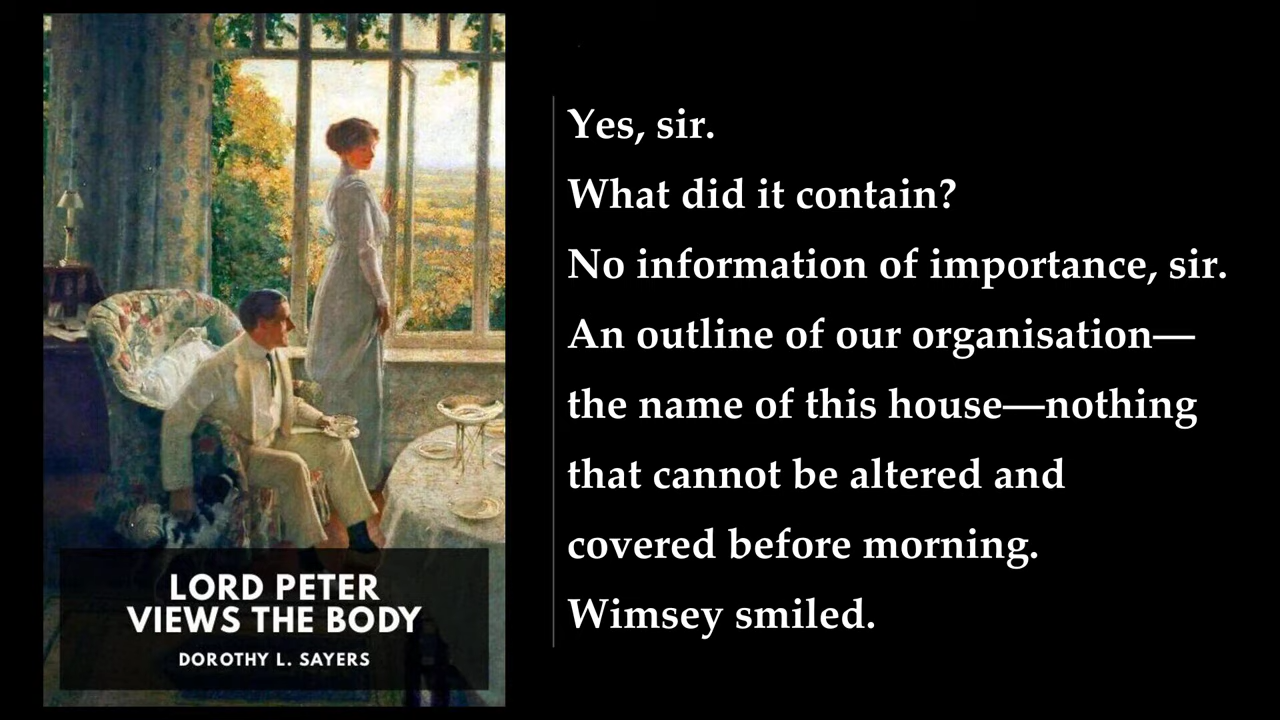 LORD PETER
VIEWS THE BODY
DOROTHY L. SAYERS
Yes, sir.
What did it contain?
No information of importance, sir.
An outline of our organisation—
the name of this house—nothing
that cannot be altered and
covered before morning.
Wimsey smiled.